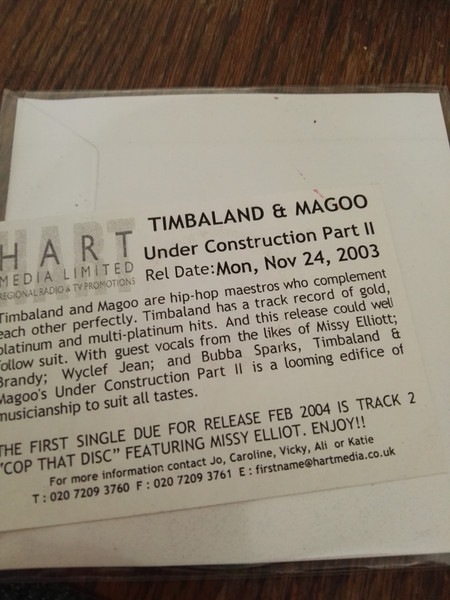 TIMBALAND & MAGOO
HART
MEDIA LIMITED
REGIONAL RADIO & TV PROMOTIONS
Under Construction Part II
Rel Date:Mon, Nov 24, 2003
Timbaland and Magoo are hip-hop maestros who complement
each other perfectly. Timbaland has a track record of gold,
platinum and multi-platinum hits. And this release could well
follow suit. With guest vocals from the likes of Missy Elliott;
Brandy; Wyclef Jean; and Bubba Sparks, Timbaland &
Magoo's Under Construction Part II is a looming edifice of
musicianship to suit all tastes.
THE FIRST SINGLE DUE FOR RELEASE FEB 2004 IS TRACK 2
"COP THAT DISC" FEATURING MISSY ELLIOT. ENJOY!!
For more information contact Jo, Caroline, Vicky, Ali or Katie
T : 020 7209 3760 F : 020 7209 3761 E : firstname@hartmedia.co.uk